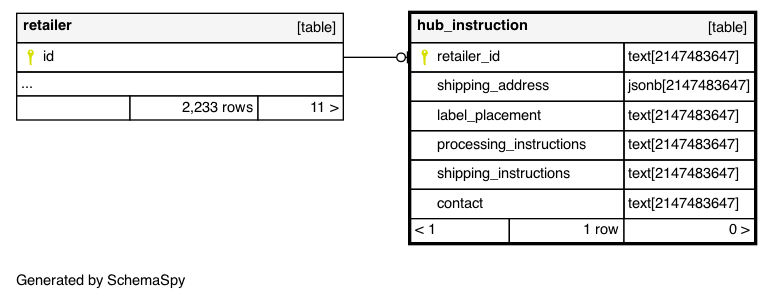 retailer [table]
id
...
2,233 rows 11 >
hub_instruction [table]
retailer_id text[2147483647]
shipping_address jsonb[2147483647]
label_placement text[2147483647]
processing_instructions text[2147483647]
shipping_instructions text[2147483647]
contact text[2147483647]
< 1 1 row 0 >
Generated by SchemaSpy